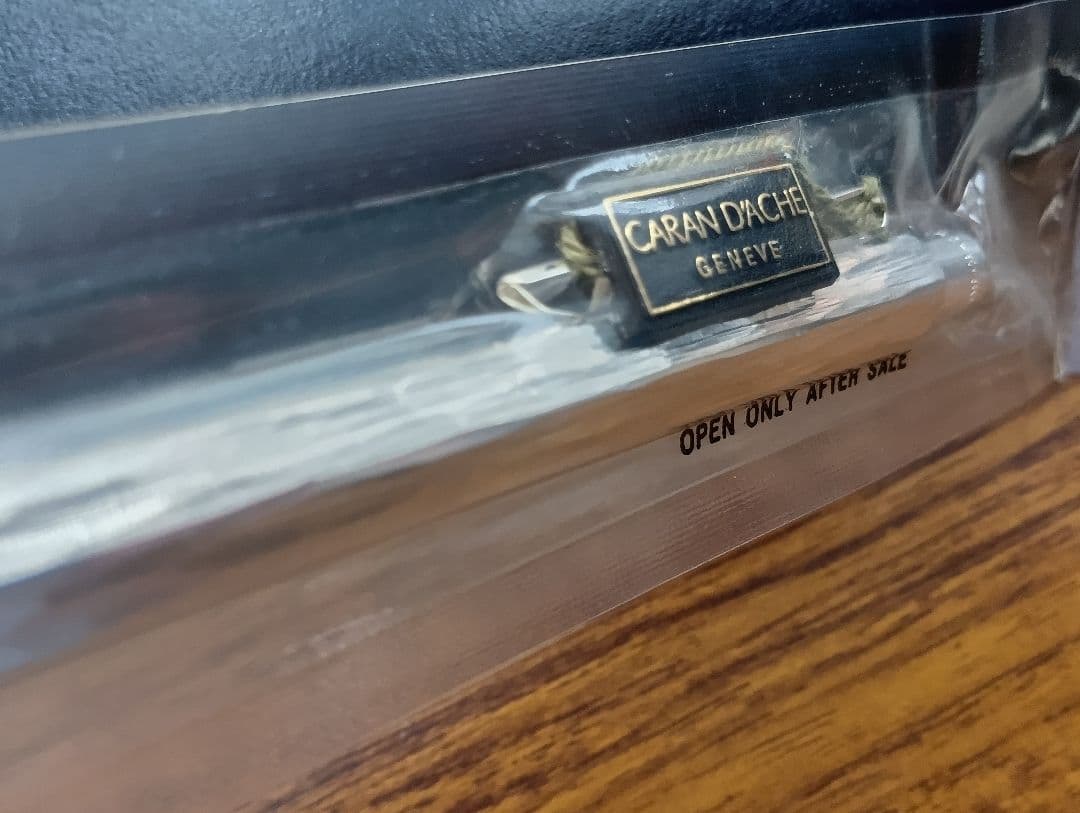 CARAN D'ACHE
GENEVE
OPEN ONLY AFTER SALE